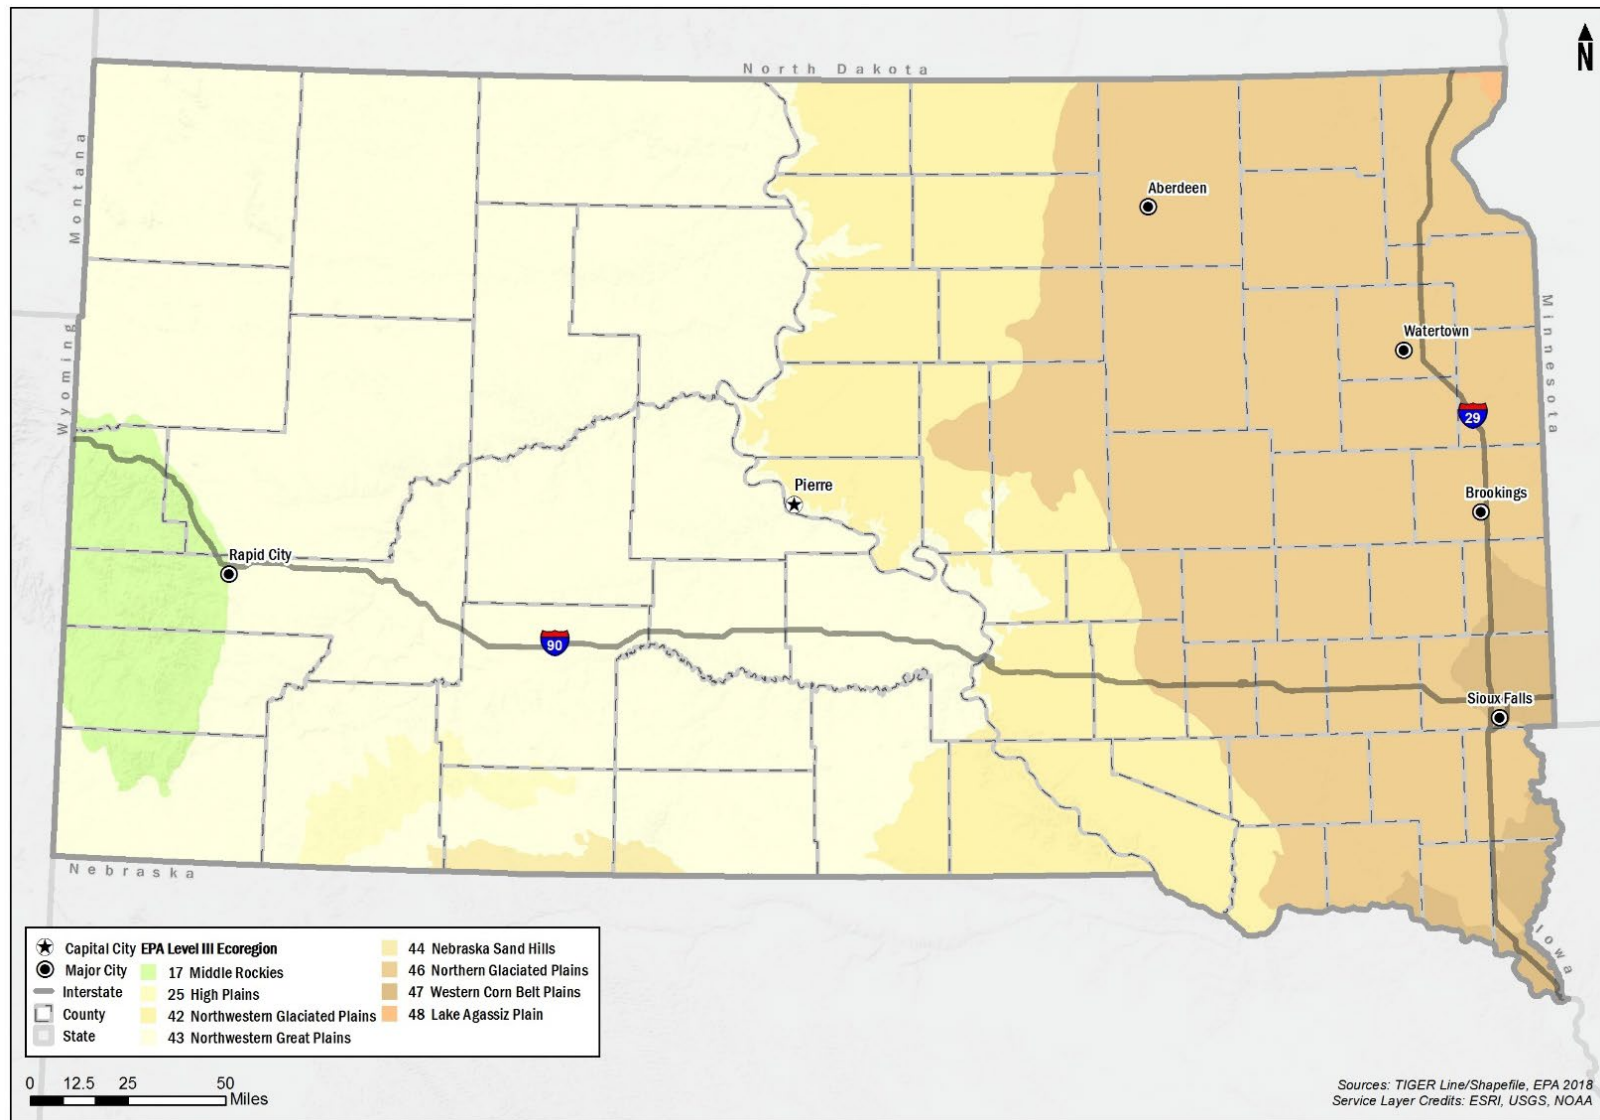 N
North Dakota
Montana
Aberdeen
Minnesota
Wyoming
Watertown
29
Pierre
Brookings
Rapid City
90
Sioux Falls
Nebraska
Iowa
Capital City
Major City
Interstate
County
State
EPA Level III Ecoregion
17 Middle Rockies
25 High Plains
42 Northwestern Glaciated Plains
43 Northwestern Great Plains
44 Nebraska Sand Hills
46 Northern Glaciated Plains
47 Western Corn Belt Plains
48 Lake Agassiz Plain
0 12.5 25 50
Miles
Sources: TIGER Line/Shapefile, EPA 2018
Service Layer Credits: ESRI, USGS, NOAA